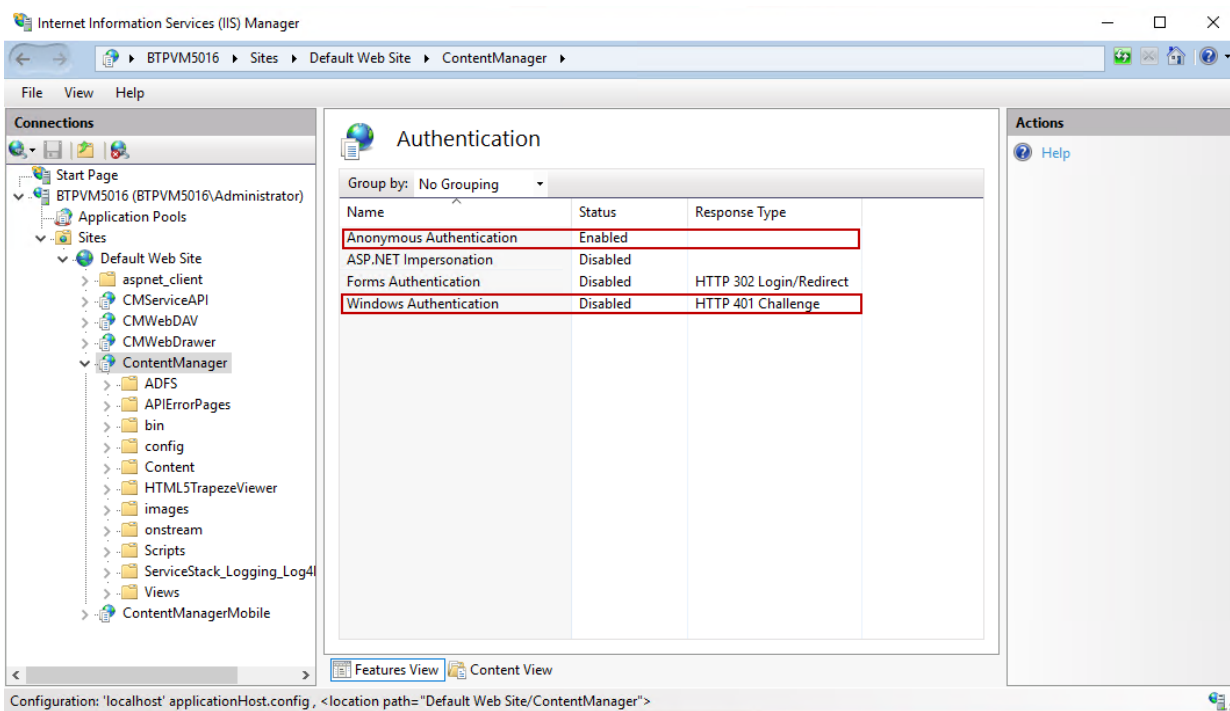 Internet Information Services (IIS) Manager
BTPVM5016 Sites Default Web Site ContentManager
File View Help
Connections
Start Page
BTPVM5016 (BTPVM5016\Administrator)
Application Pools
Sites
Default Web Site
aspnet_client
CMServiceAPI
CMWebDAV
CMWebDrawer
ContentManager
ADFS
APIErrorPages
bin
config
Content
HTML5TrapezeViewer
images
onstream
Scripts
ServiceStack_Logging_Log4
Views
ContentManagerMobile
Authentication
Group by: No Grouping
Name Status Response Type
Anonymous Authentication Enabled
ASP.NET Impersonation Disabled
Forms Authentication Disabled HTTP 302 Login/Redirect
Windows Authentication Disabled HTTP 401 Challenge
Features View Content View
Actions
Help
Configuration: 'localhost' applicationHost.config , <location path="Default Web Site/ContentManager">